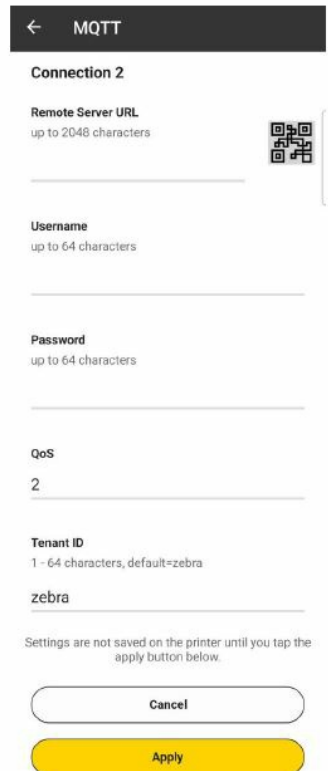 MQTT
Connection 2
Remote Server URL
up to 2048 characters
Username
up to 64 characters
Password
up to 64 characters
QoS
2
Tenant ID
1 - 64 characters, default=zebra
zebra
Settings are not saved on the printer until you tap the
apply button below.
Cancel
Apply